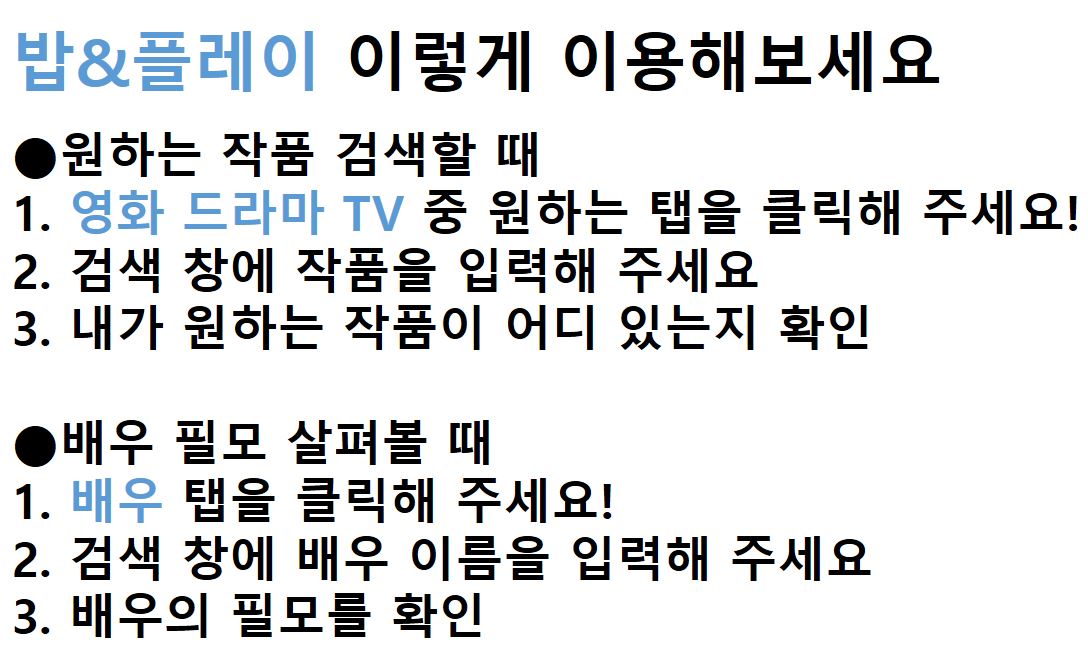 밥&플레이 이렇게 이용해보세요
●원하는 작품 검색할 때
1. 영화 드라마 TV 중 원하는 탭을 클릭해 주세요!
2. 검색 창에 작품을 입력해 주세요
3. 내가 원하는 작품이 어디 있는지 확인
●배우 필모 살펴볼 때
1. 배우 탭을 클릭해 주세요!
2. 검색 창에 배우 이름을 입력해 주세요
3. 배우의 필모를 확인